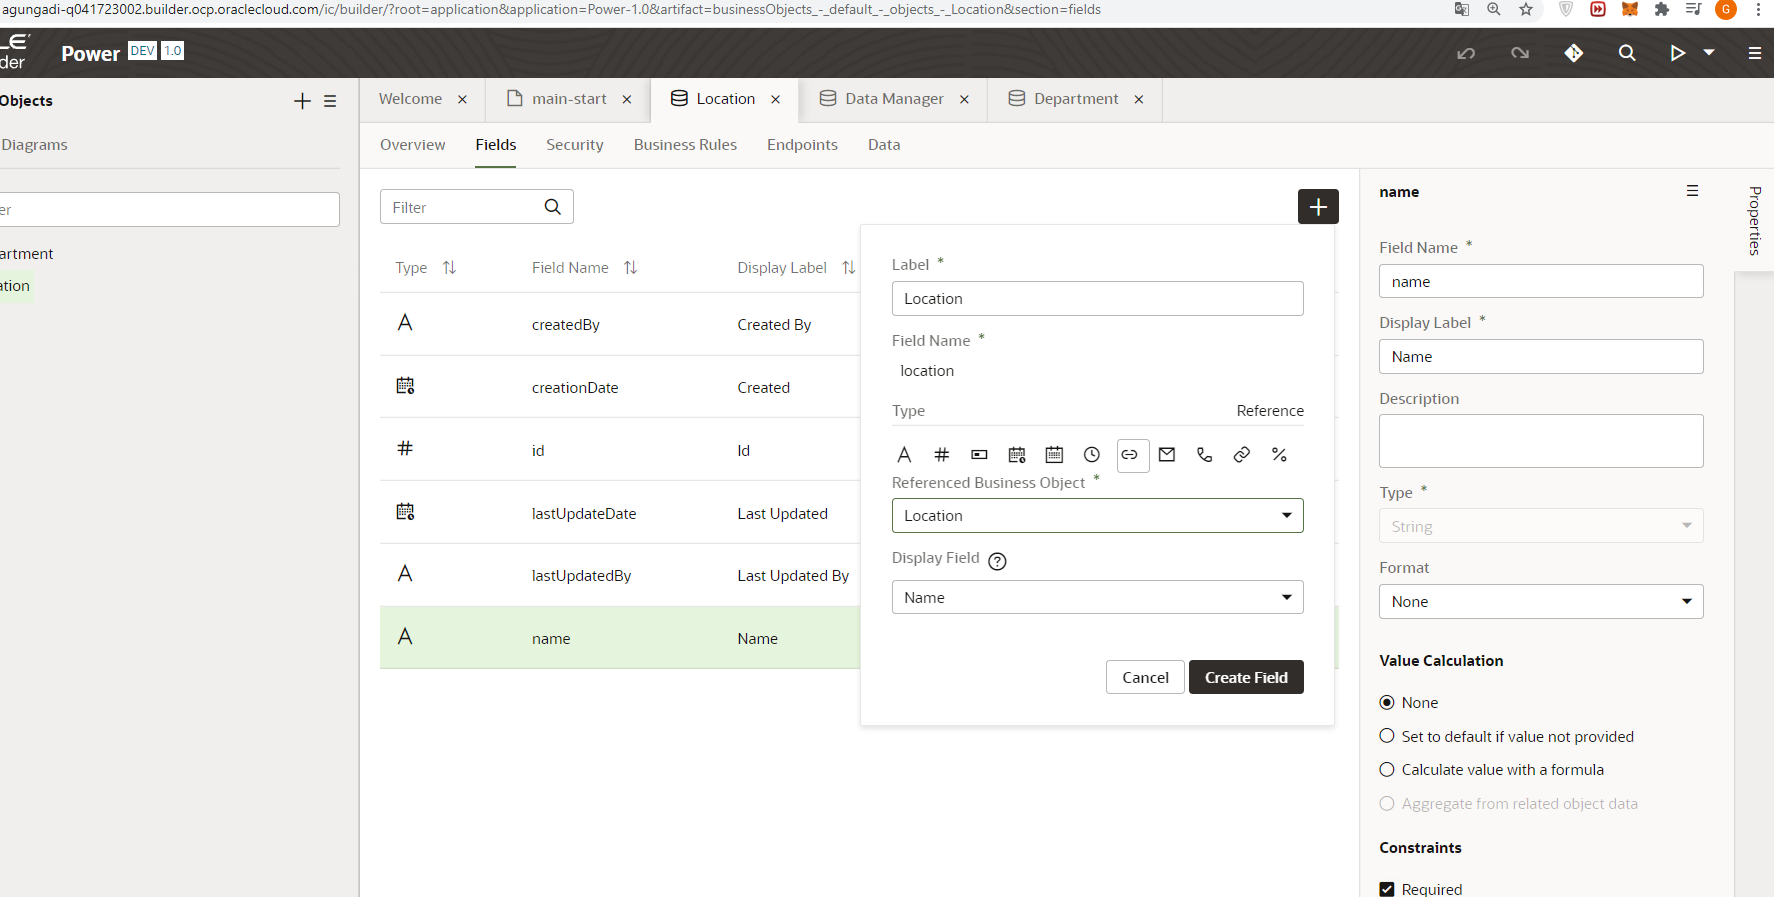 agungadi-q041723002.builder.ocp.oraclecloud.com/ic/builder/?root=application&application=Power-1.0&artifact=businessObjects_-_default_-_objects_-_Location&section=fields
G
LE
der
Power DEV 1.0
Objects
Diagrams
er
artment
ation
Welcome
main-start
Location
Data Manager
Department
Overview
Fields
Security
Business Rules
Endpoints
Data
Filter
Type
Field Name
Display Label
createdBy
Created By
creationDate
Created
id
Id
lastUpdateDate
Last Updated
lastUpdatedBy
Last Updated By
name
Name
Label *
Location
Field Name *
location
Type
Reference
Referenced Business Object *
Location
Display Field
Name
Cancel
Create Field
name
Properties
Field Name *
name
Display Label *
Name
Description
Type *
String
Format
None
Value Calculation
None
Set to default if value not provided
Calculate value with a formula
Aggregate from related object data
Constraints
Required